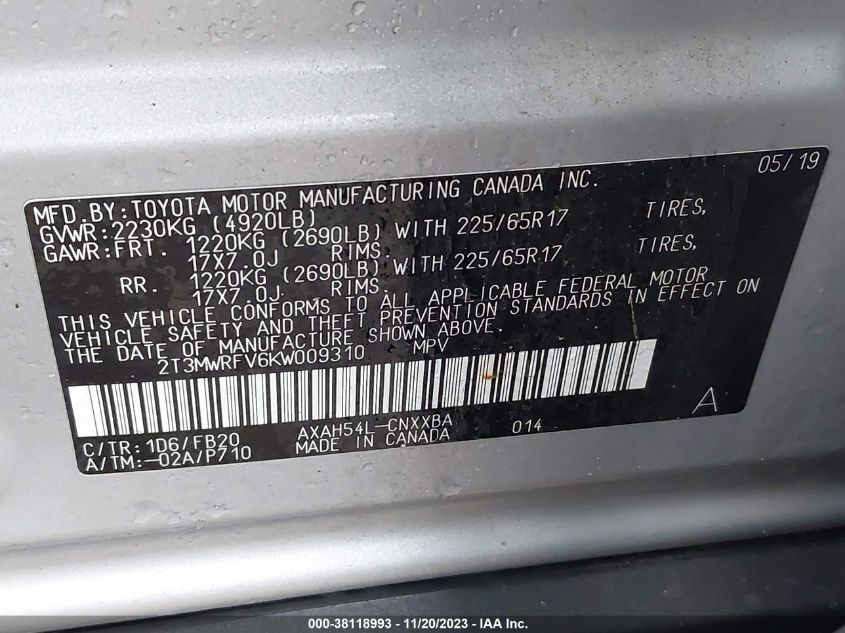 05/19
MFD.BY:TOYOTA MOTOR MANUFACTURING CANADA INC.
GVWR:2230KG (4920LB)
GAWR:FRT. 1220KG (2690LB) WITH 225/65R17 TIRES,
17X7.0J RIMS.
RR. 1220KG (2690LB) WITH 225/65R17 TIRES,
17X7.0J RIMS.
THIS VEHICLE CONFORMS TO ALL APPLICABLE FEDERAL MOTOR
VEHICLE SAFETY AND THEFT PREVENTION STANDARDS IN EFFECT ON
THE DATE OF MANUFACTURE SHOWN ABOVE.
2T3MWRFV6KW009310 MPV
A
C/TR:1D6/FB20 AXAH54L-CNXXBA 014
A/TM:-02A/P710 MADE IN CANADA
000-38118993 - 11/20/2023 - IAA Inc.